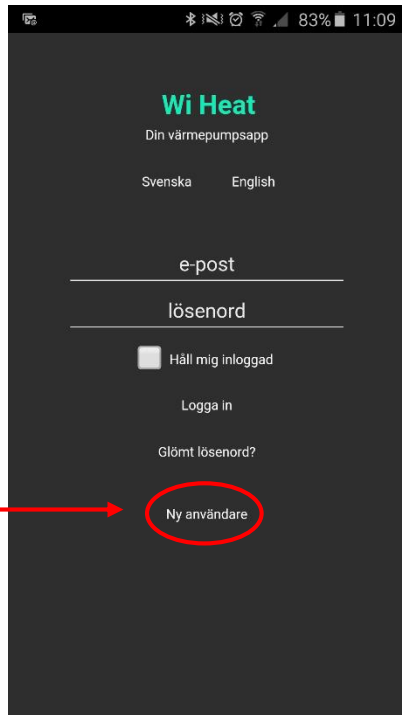 83% 11:09
Wi Heat
Din värmepumpsapp
Svenska English
e-post
lösenord
Håll mig inloggad
Logga in
Glömt lösenord?
Ny användare